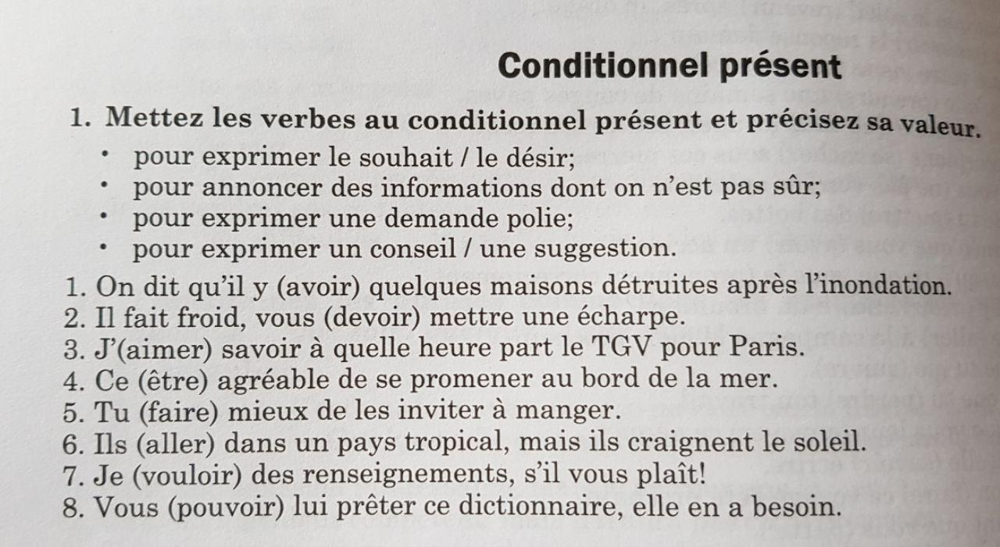 Conditionnel présent
1. Mettez les verbes au conditionnel présent et précisez sa valeur.
• pour exprimer le souhait / le désir;
• pour annoncer des informations dont on n'est pas sûr;
• pour exprimer une demande polie;
• pour exprimer un conseil / une suggestion.
1. On dit qu'il y (avoir) quelques maisons détruites après l'inondation.
2. Il fait froid, vous (devoir) mettre une écharpe.
3. J'(aimer) savoir à quelle heure part le TGV pour Paris.
4. Ce (être) agréable de se promener au bord de la mer.
5. Tu (faire) mieux de les inviter à manger.
6. Ils (aller) dans un pays tropical, mais ils craignent le soleil.
7. Je (vouloir) des renseignements, s'il vous plaît!
8. Vous (pouvoir) lui prêter ce dictionnaire, elle en a besoin.